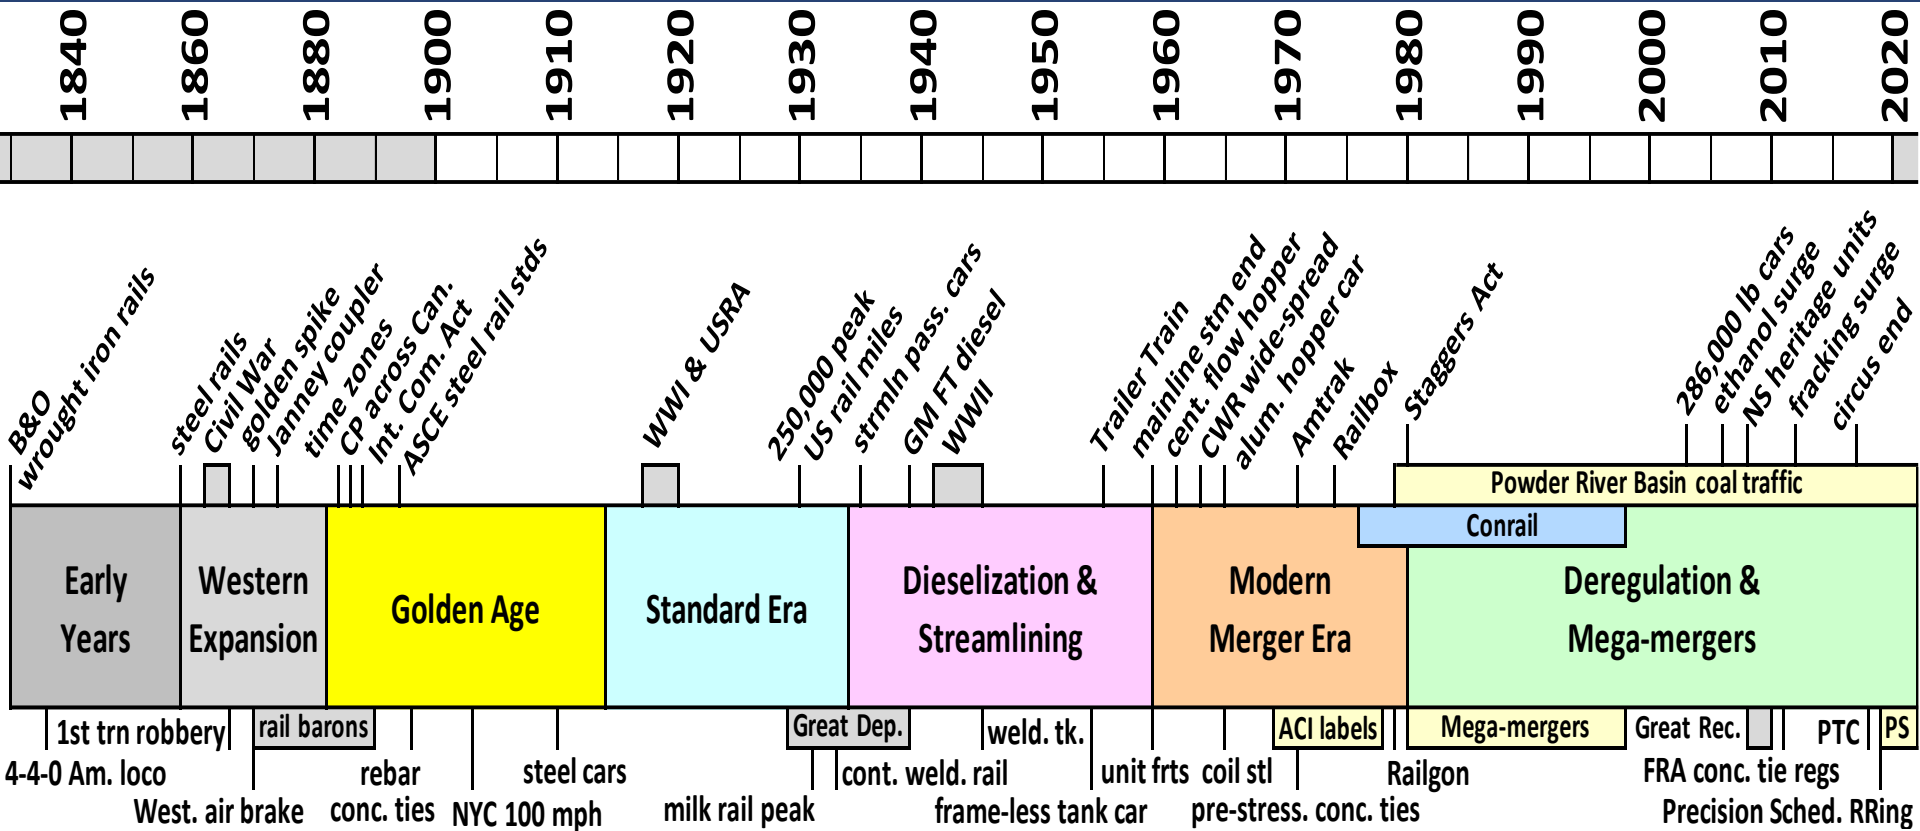 1840
1860
1880
1900
1910
1920
1930
1940
1950
1960
1970
1980
1990
2000
2010
2020
B&O
wrought iron rails
steel rails
Civil War
golden spike
Janney coupler
time zones
CP across Can.
Int. Com. Act
ASCE steel rail stds
WWI & USRA
250,000 peak
US rail miles
strmln pass. cars
GM FT diesel
WWII
Trailer Train
mainline stm end
cent. flow hopper
CWR wide-spread
alum. hopper car
Amtrak
Railbox
Staggers Act
286,000 lb cars
ethanol surge
NS heritage units
fracking surge
circus end
Powder River Basin coal traffic
Conrail
Early
Years
Western
Expansion
Golden Age
Standard Era
Dieselization &
Streamlining
Modern
Merger Era
Deregulation &
Mega-mergers
1st trn robbery
rail barons
Great Dep.
weld. tk.
ACI labels
Mega-mergers
Great Rec.
PTC
PS
4-4-0 Am. loco
rebar
conc. ties
steel cars
cont. weld. rail
unit frts
coil stl
Railgon
FRA conc. tie regs
West. air brake
NYC 100 mph
milk rail peak
frame-less tank car
pre-stress. conc. ties
Precision Sched. RRing